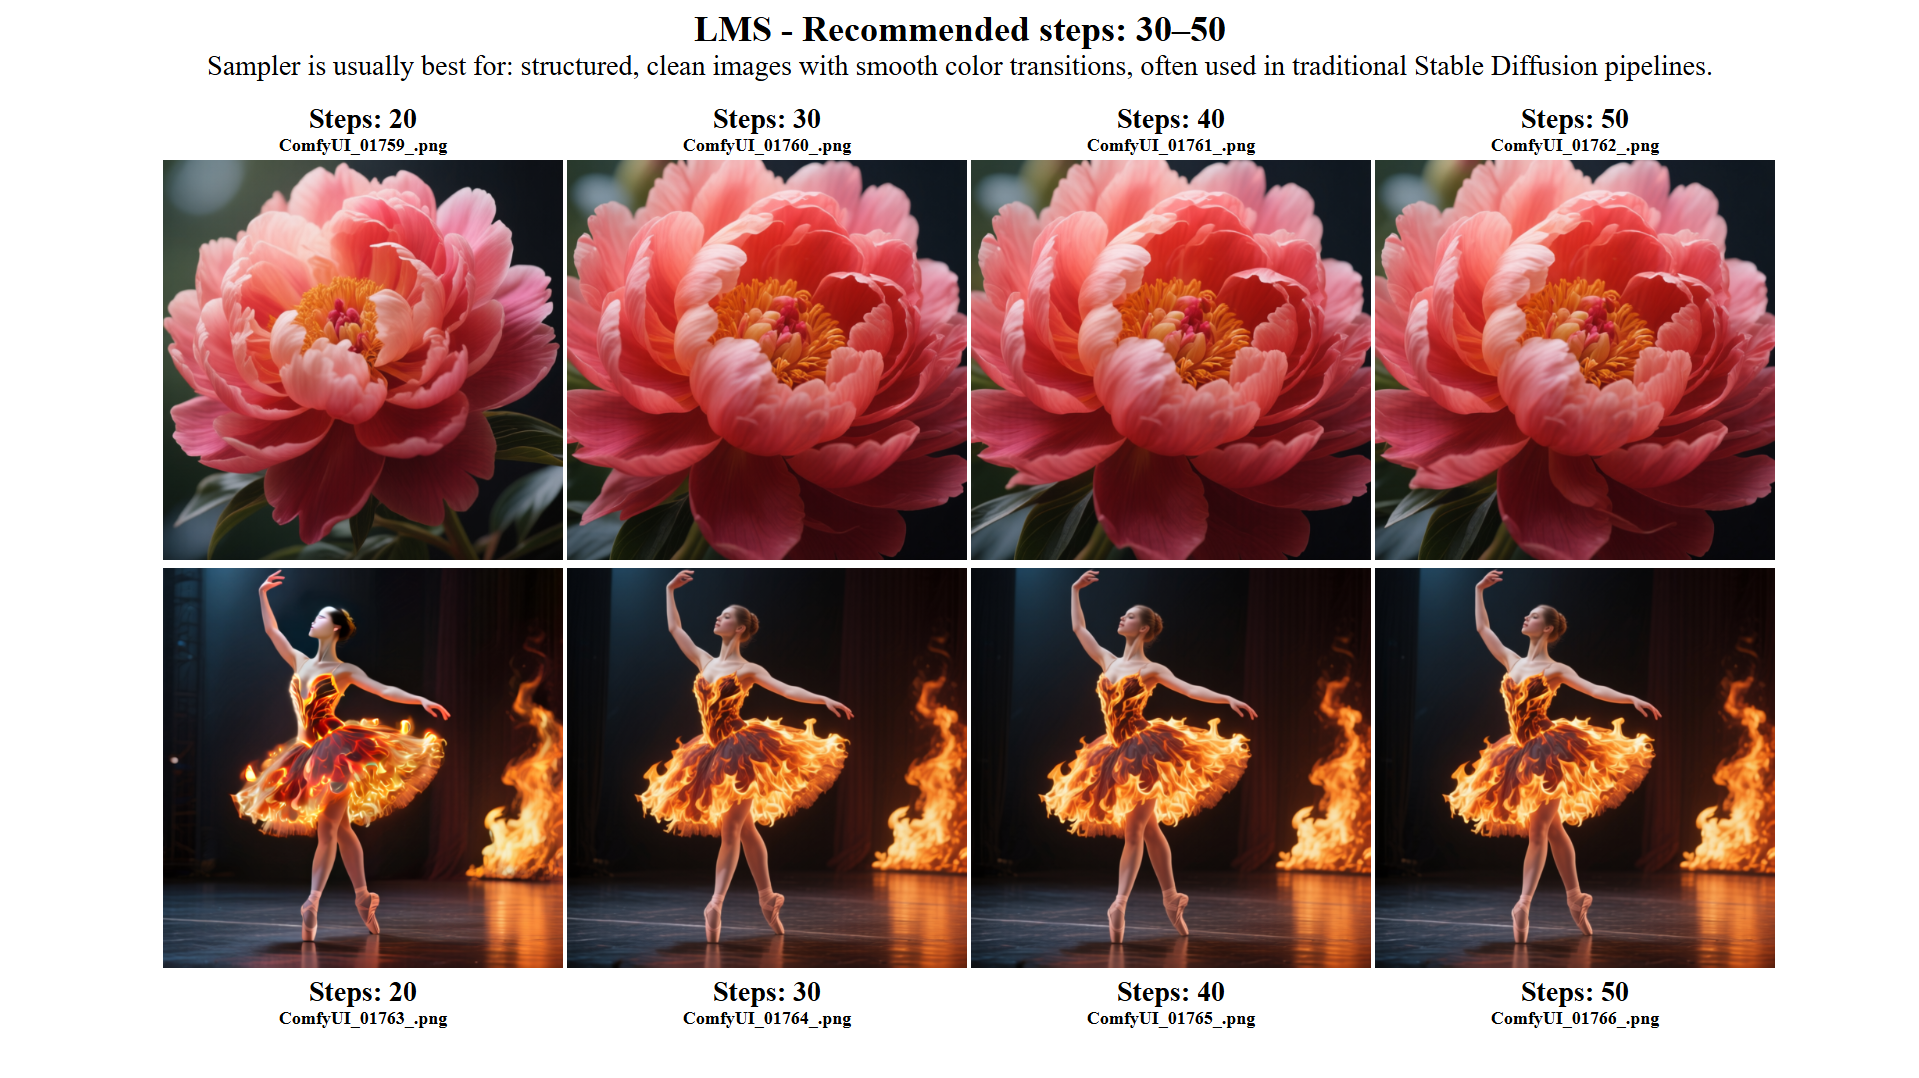 LMS - Recommended steps: 30–50
Sampler is usually best for: structured, clean images with smooth color transitions, often used in traditional Stable Diffusion pipelines.
Steps: 20
ComfyUI_01759_.png
Steps: 30
ComfyUI_01760_.png
Steps: 40
ComfyUI_01761_.png
Steps: 50
ComfyUI_01762_.png
Steps: 20
ComfyUI_01763_.png
Steps: 30
ComfyUI_01764_.png
Steps: 40
ComfyUI_01765_.png
Steps: 50
ComfyUI_01766_.png